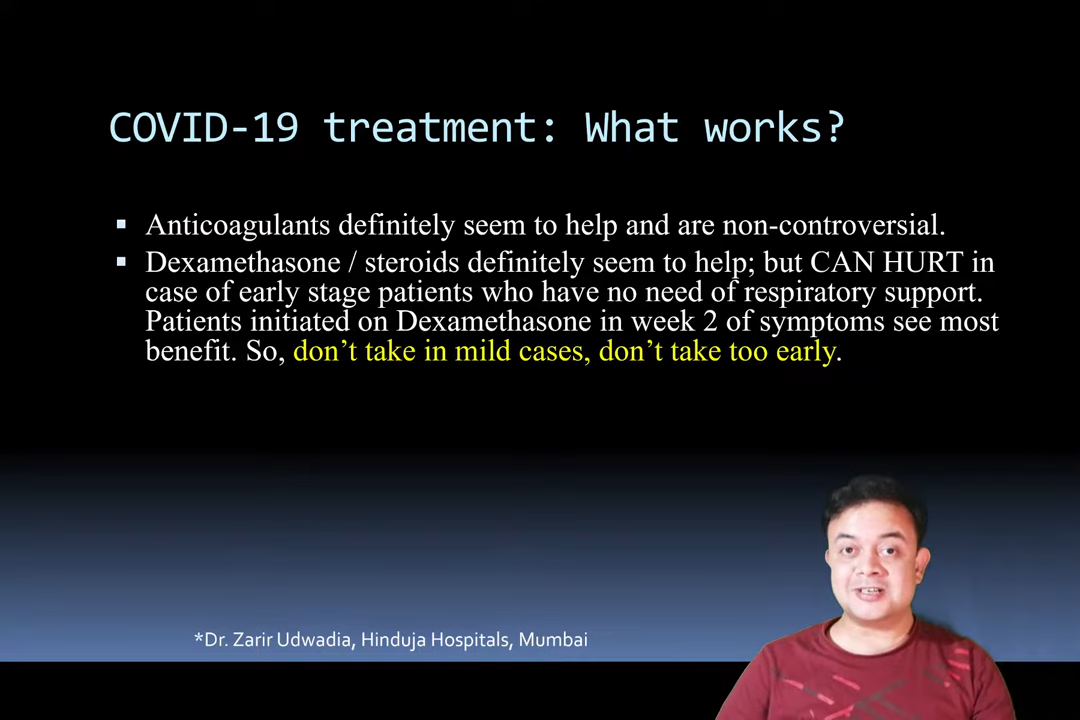 COVID-19 treatment: What works?
▪ Anticoagulants definitely seem to help and are non-controversial.
▪ Dexamethasone / steroids definitely seem to help; but CAN HURT in
case of early stage patients who have no need of respiratory support.
Patients initiated on Dexamethasone in week 2 of symptoms see most
benefit. So, don’t take in mild cases, don’t take too early.
*Dr. Zarir Udwadia, Hinduja Hospitals, Mumbai